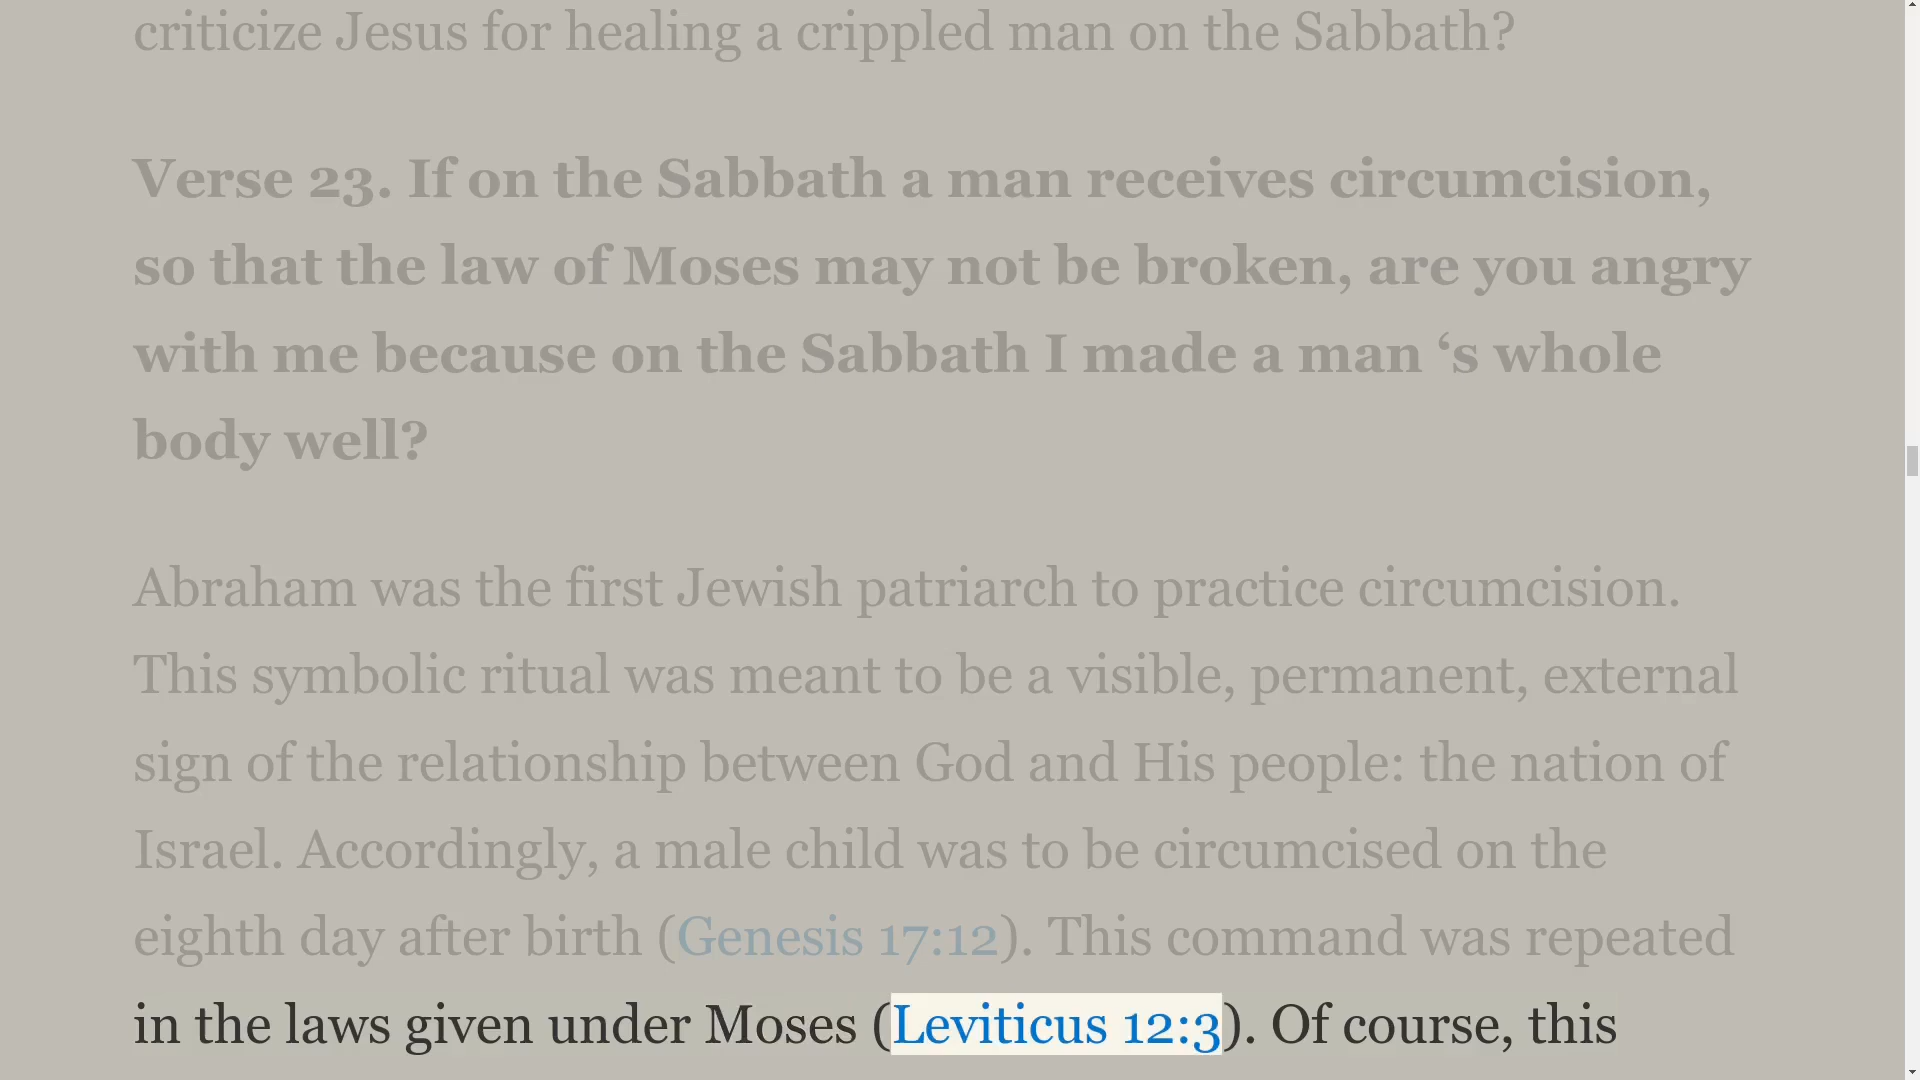 criticize Jesus for healing a crippled man on the Sabbath?
Verse 23. If on the Sabbath a man receives circumcision,
so that the law of Moses may not be broken, are you angry
with me because on the Sabbath I made a man ‘s whole
body well?
Abraham was the first Jewish patriarch to practice circumcision.
This symbolic ritual was meant to be a visible, permanent, external
sign of the relationship between God and His people: the nation of
Israel. Accordingly, a male child was to be circumcised on the
eighth day after birth (Genesis 17:12). This command was repeated
in the laws given under Moses (Leviticus 12:3). Of course, this